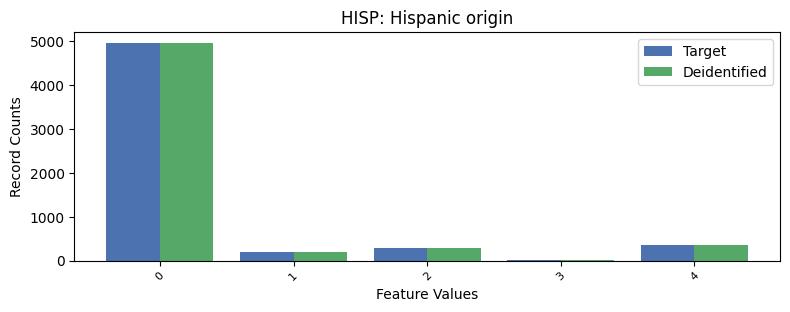 HISP: Hispanic origin
Target
Deidentified
Record Counts
5000
4000
3000
2000
1000
0
0
1
2
3
4
Feature Values